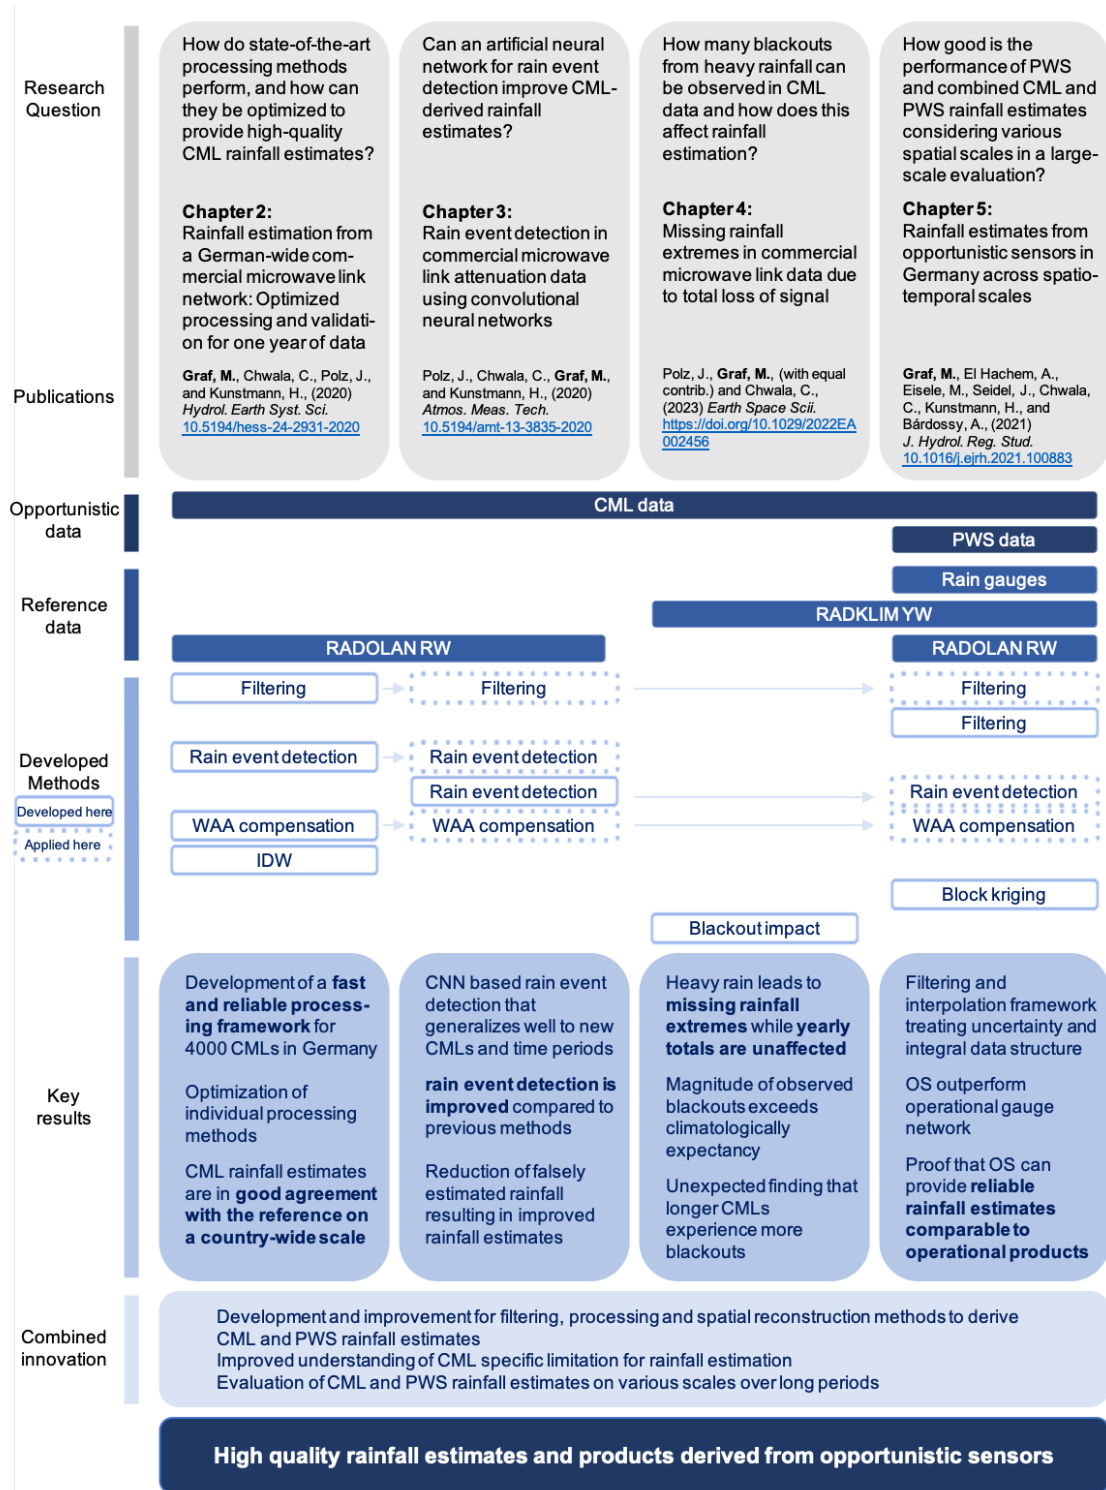 Research
Question
How do state-of-the-art
processing methods
perform, and how can
they be optimized to
provide high-quality
CML rainfall estimates?
Can an artificial neural
network for rain event
detection improve CML-
derived rainfall
estimates?
How many blackouts
from heavy rainfall can
be observed in CML
data and how does this
affect rainfall
estimation?
How good is the
performance of PWS
and combined CML and
PWS rainfall estimates
considering various
spatial scales in a large-
scale evaluation?
Publications
Chapter 2:
Rainfall estimation from
a German-wide com-
mercial microwave link
network: Optimized
processing and validati-
on for one year of data
Graf, M., Chwala, C., Polz, J.,
and Kunstmann, H., (2020)
Hydrol. Earth Syst. Sci.
10.5194/hess-24-2931-2020
Chapter 3:
Rain event detection in
commercial microwave
link attenuation data
using convolutional
neural networks
Polz, J., Chwala, C., Graf, M.,
and Kunstmann, H., (2020)
Atmos. Meas. Tech.
10.5194/amt-13-3835-2020
Chapter 4:
Missing rainfall
extremes in commercial
microwave link data due
to total loss of signal
Polz, J., Graf, M., (with equal
contrib.) and Chwala, C.,
(2023) Earth Space Scii.
https://doi.org/10.1029/2022EA
002456
Chapter 5:
Rainfall estimates from
opportunistic sensors in
Germany across spatio-
temporal scales
Graf, M., El Hachem, A.,
Eisele, M., Seidel, J., Chwala,
C., Kunstmann, H., and
Bárdossy, A., (2021)
J. Hydrol. Reg. Stud.
10.1016/j.ejrh.2021.100883
Opportunistic
data
CML data
PWS data
Reference
data
Rain gauges
RADKLIM YW
RADOLAN RW
RADOLAN RW
Developed
Methods
Developed here
Applied here
Filtering
Filtering
Filtering
Filtering
Rain event detection
Rain event detection
Rain event detection
Rain event detection
WAA compensation
WAA compensation
WAA compensation
IDW
Block kriging
Blackout impact
Key
results
Development of a fast
and reliable process-
ing framework for
4000 CMLs in Germany
Optimization of
individual processing
methods
CML rainfall estimates
are in good agreement
with the reference on
a country-wide scale
CNN based rain event
detection that
generalizes well to new
CMLs and time periods
rain event detection is
improved compared to
previous methods
Reduction of falsely
estimated rainfall
resulting in improved
rainfall estimates
Heavy rain leads to
missing rainfall
extremes while yearly
totals are unaffected
Magnitude of observed
blackouts exceeds
climatologically
expectancy
Unexpected finding that
longer CMLs
experience more
blackouts
Filtering and
interpolation framework
treating uncertainty and
integral data structure
OS outperform
operational gauge
network
Proof that OS can
provide reliable
rainfall estimates
comparable to
operational products
Combined
innovation
Development and improvement for filtering, processing and spatial reconstruction methods to derive
CML and PWS rainfall estimates
Improved understanding of CML specific limitation for rainfall estimation
Evaluation of CML and PWS rainfall estimates on various scales over long periods
High quality rainfall estimates and products derived from opportunistic sensors